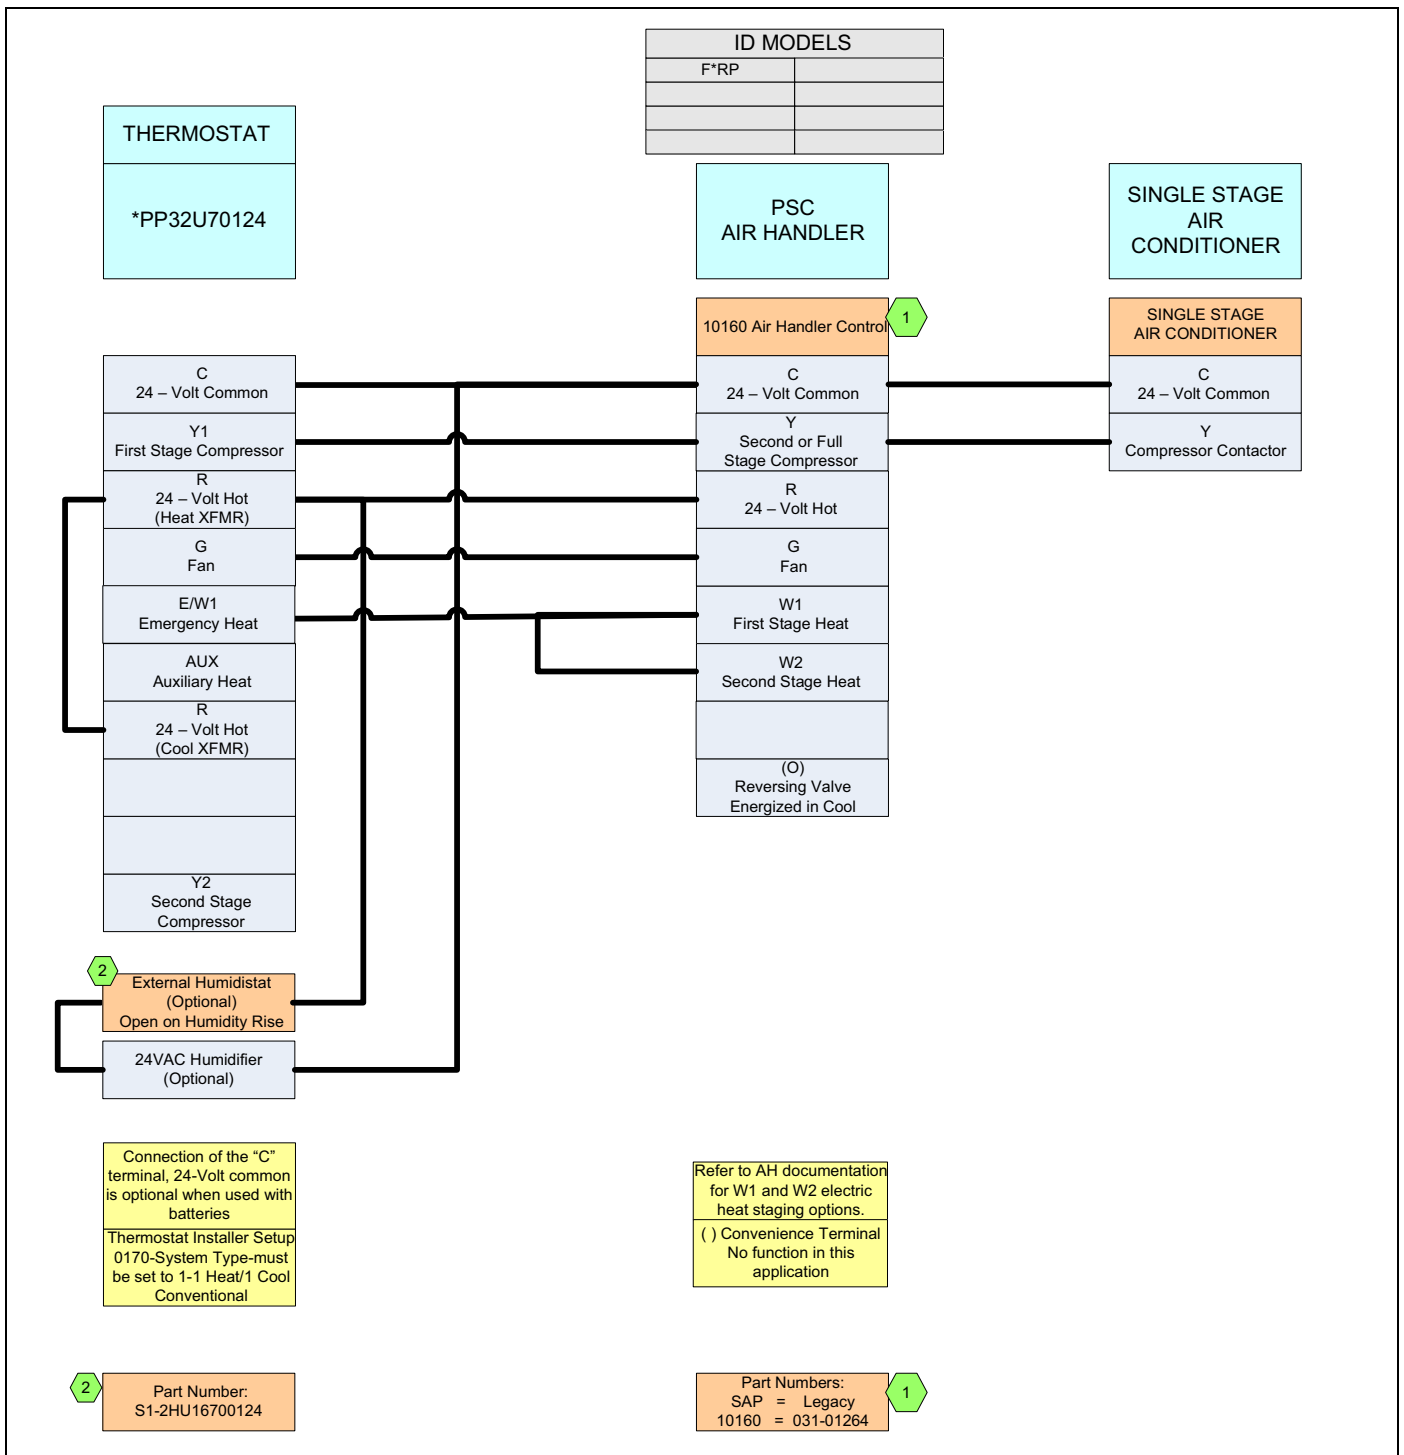 ID MODELS
F*RP
THERMOSTAT
*PP32U70124
PSC
AIR HANDLER
SINGLE STAGE
AIR
CONDITIONER
10160 Air Handler Control
1
SINGLE STAGE
AIR CONDITIONER
C
24 – Volt Common
Y1
First Stage Compressor
R
24 – Volt Hot
(Heat XFMR)
G
Fan
E/W1
Emergency Heat
AUX
Auxiliary Heat
R
24 – Volt Hot
(Cool XFMR)
Y2
Second Stage
Compressor
C
24 – Volt Common
Y
Second or Full
Stage Compressor
R
24 – Volt Hot
G
Fan
W1
First Stage Heat
W2
Second Stage Heat
(O)
Reversing Valve
Energized in Cool
C
24 – Volt Common
Y
Compressor Contactor
2
External Humidistat
(Optional)
Open on Humidity Rise
24VAC Humidifier
(Optional)
Connection of the “C”
terminal, 24-Volt common
is optional when used with
batteries
Thermostat Installer Setup
0170-System Type-must
be set to 1-1 Heat/1 Cool
Conventional
Refer to AH documentation
for W1 and W2 electric
heat staging options.
( ) Convenience Terminal
No function in this
application
2
Part Number:
S1-2HU16700124
Part Numbers:
SAP = Legacy
10160 = 031-01264
1